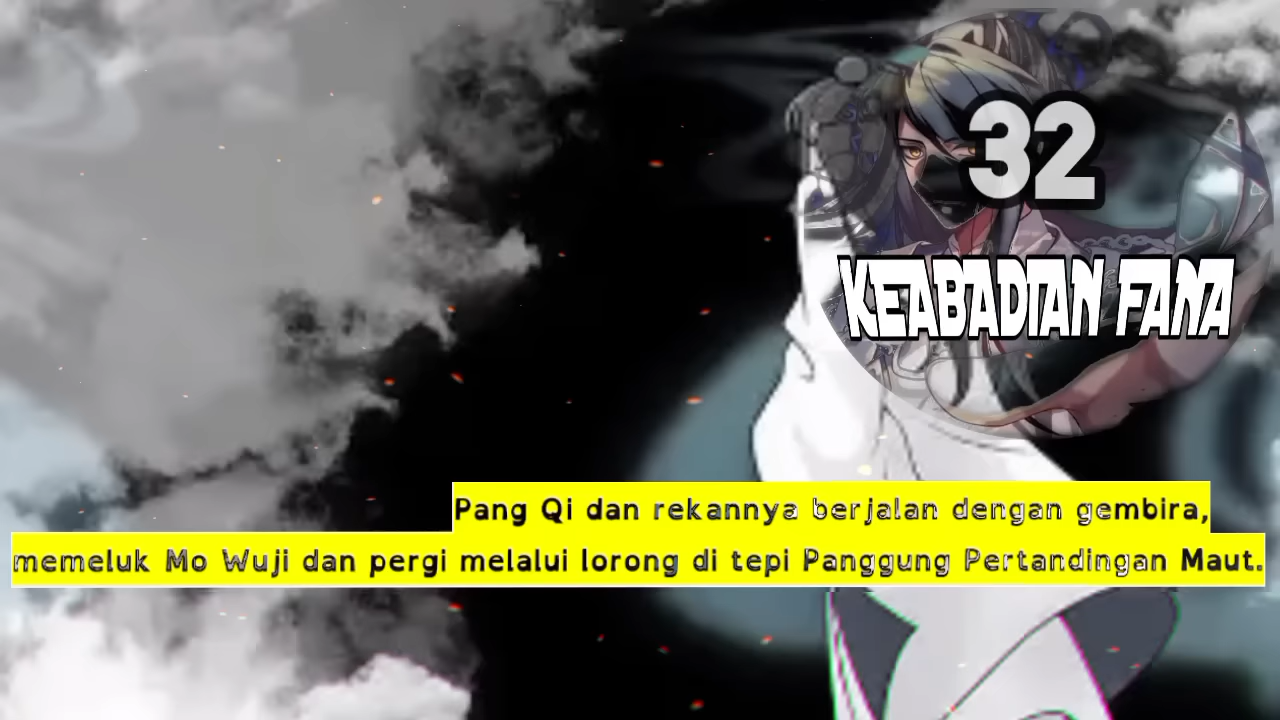 32
KEABADIAN FANA
Pang Qi dan rekannya berjalan dengan gembira,
memeluk Mo Wuji dan pergi melalui lorong di tepi Panggung Pertandingan Maut.